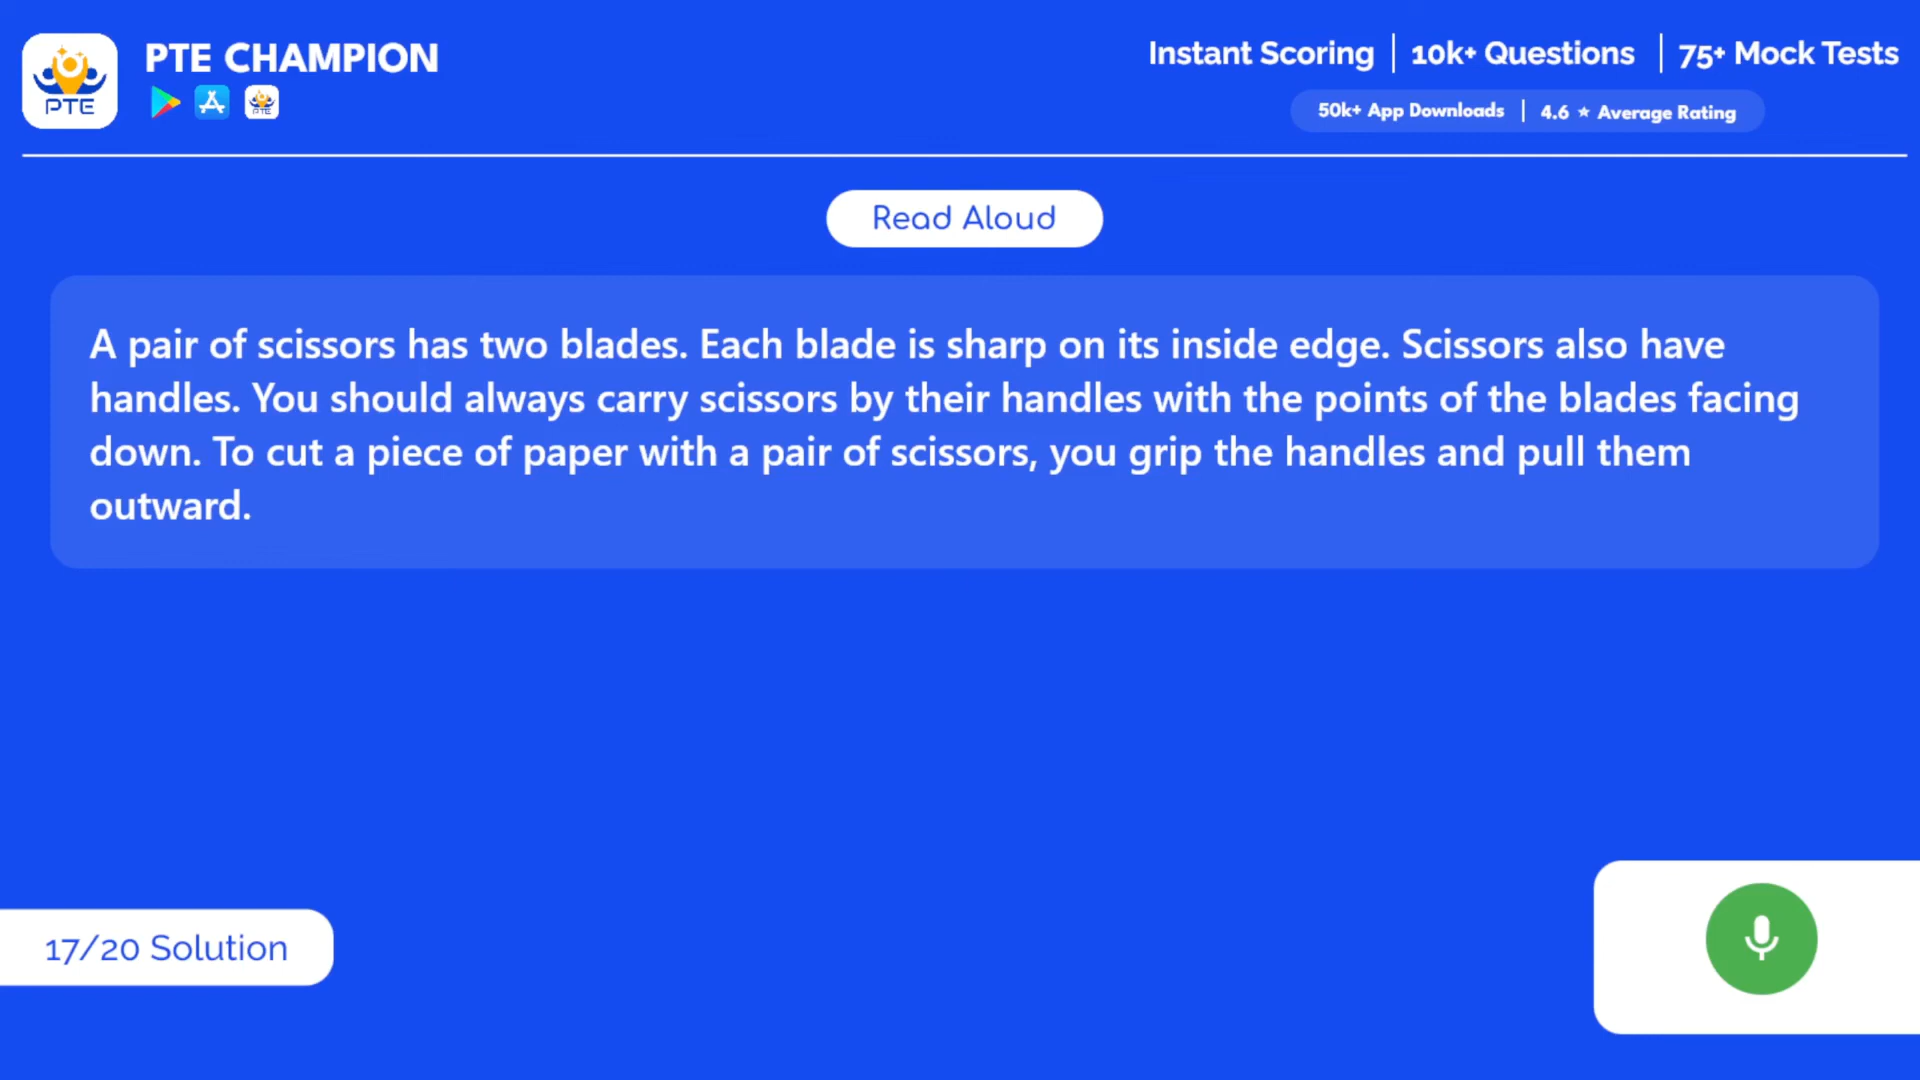 PTE CHAMPION
PTE
PTE
Instant Scoring | 10k+ Questions | 75+ Mock Tests
50k+ App Downloads | 4.6 ★ Average Rating
Read Aloud
A pair of scissors has two blades. Each blade is sharp on its inside edge. Scissors also have
handles. You should always carry scissors by their handles with the points of the blades facing
down. To cut a piece of paper with a pair of scissors, you grip the handles and pull them
outward.
17/20 Solution